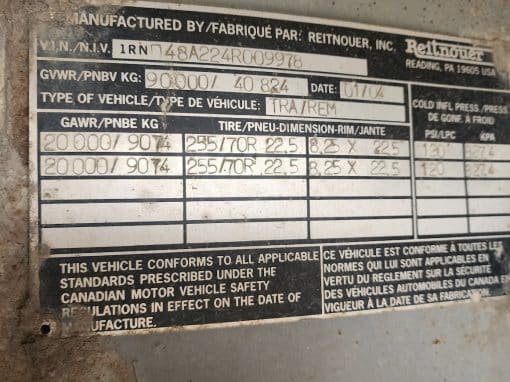 MANUFACTURED BY/FABRIQUÉ PAR: REITNOUER, INC. Reitnouer
READING, PA 19605 USA
V.I.N./N.I.V. 1RN048A224R009978
GVWR/PNBV KG: 90000/ 40 824 DATE: 01/04
TYPE OF VEHICLE/TYPE DE VÉHICULE: TRA/REM
COLD INFL PRESS/PRESS
DE GONF. À FROID
GAWR/PNBE KG TIRE/PNEU-DIMENSION-RIM/JANTE PSI/LPC KPA
20 000/ 9074 255/70R 22.5 8.25 X 22.5 120
20 000/ 9074 255/70R 22.5 8.25 X 22.5 120
THIS VEHICLE CONFORMS TO ALL APPLICABLE
STANDARDS PRESCRIBED UNDER THE
CANADIAN MOTOR VEHICLE SAFETY
REGULATIONS IN EFFECT ON THE DATE OF
MANUFACTURE.
CE VÉHICULE EST CONFORME À TOUTES LES
NORMES QUI LUI SONT APPLICABLES EN
VERTU DU RÈGLEMENT SUR LA SÉCURITÉ
DES VÉHICULES AUTOMOBILES DU CANADA EN
VIGUEUR À LA DATE DE SA FABRICA